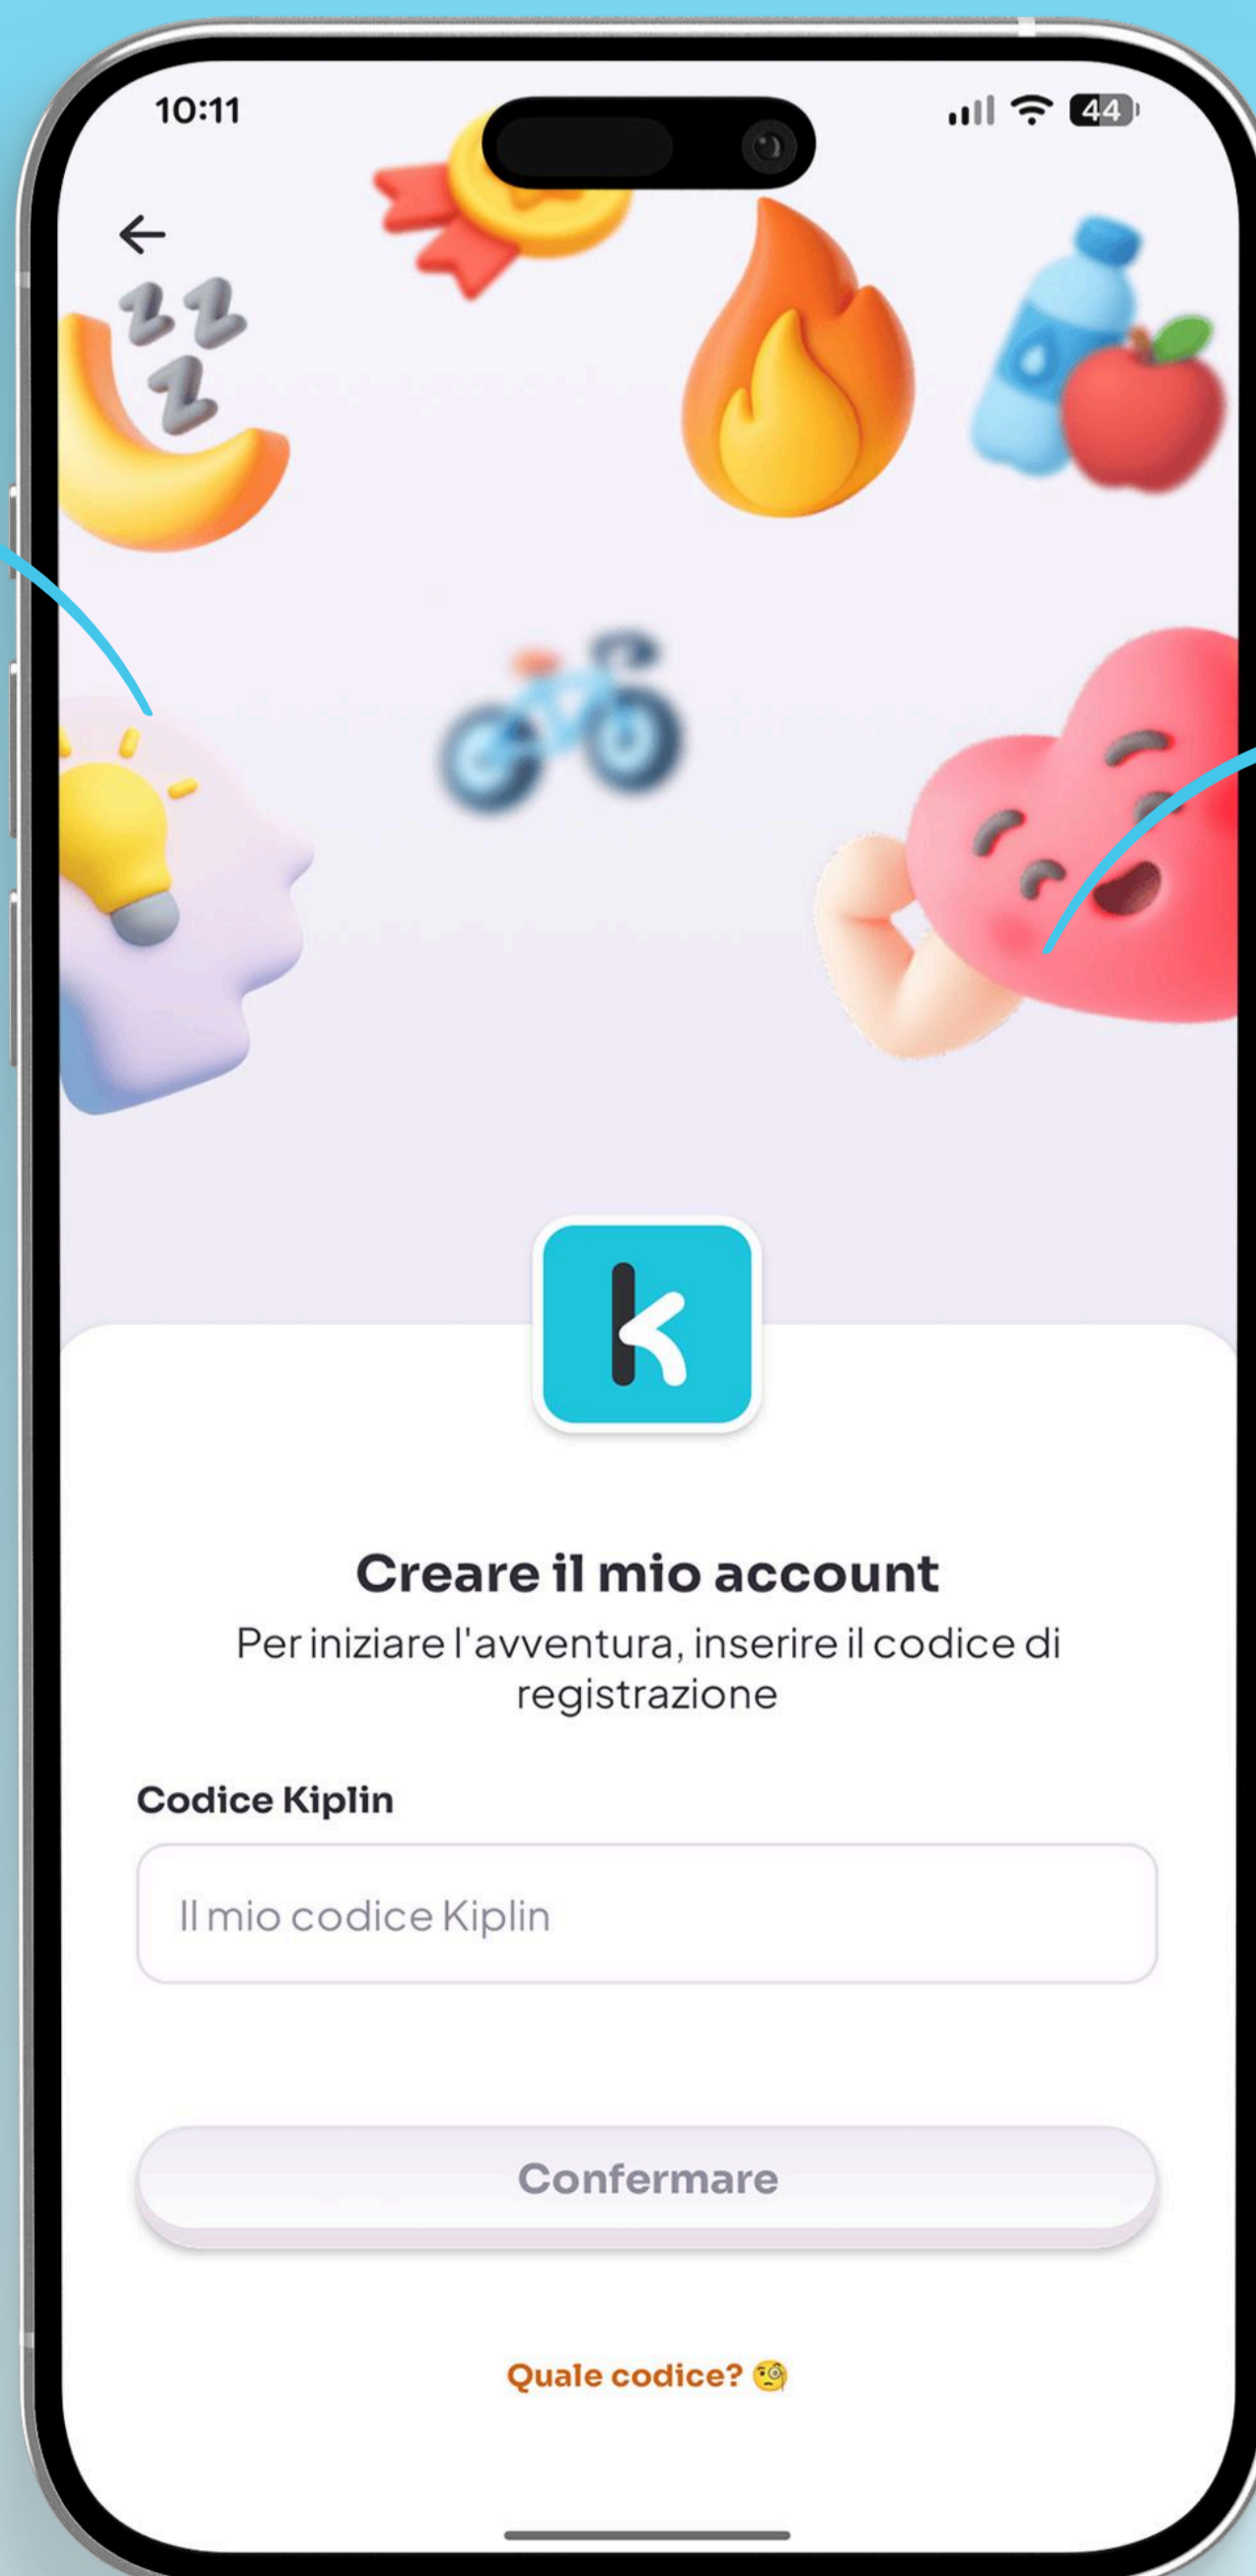 10:11
44
z z
z
k
Creare il mio account
Per iniziare l'avventura, inserire il codice di
registrazione
Codice Kiplin
Il mio codice Kiplin
Confermare
Quale codice? 🧐